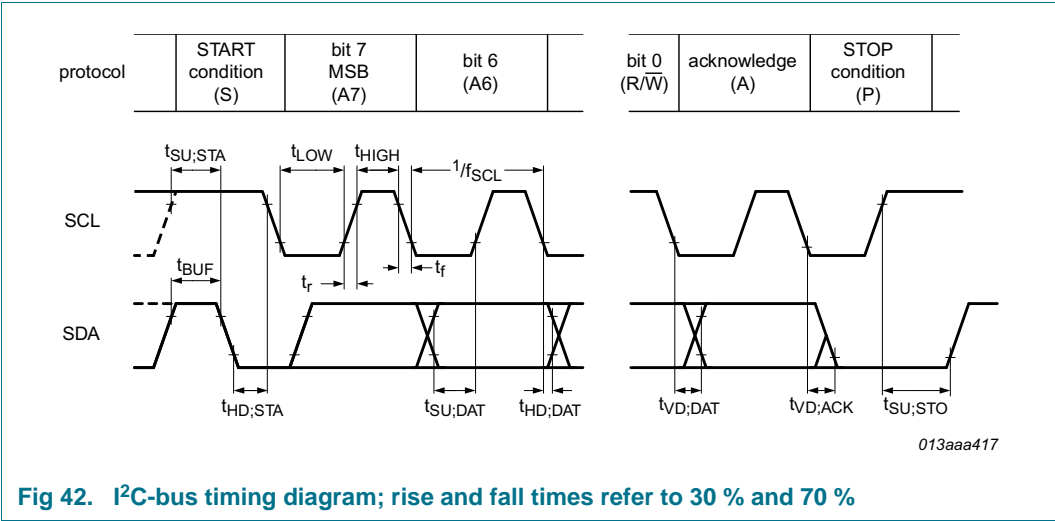 protocol
START
condition
(S)
bit 7
MSB
(A7)
bit 6
(A6)
bit 0
(R/W̅)
acknowledge
(A)
STOP
condition
(P)
tSU;STA
tLOW
tHIGH
1/fSCL
SCL
tBUF
tr
tf
SDA
tHD;STA
tSU;DAT
tHD;DAT
tVD;DAT
tVD;ACK
tSU;STO
013aaa417
Fig 42. I²C-bus timing diagram; rise and fall times refer to 30 % and 70 %